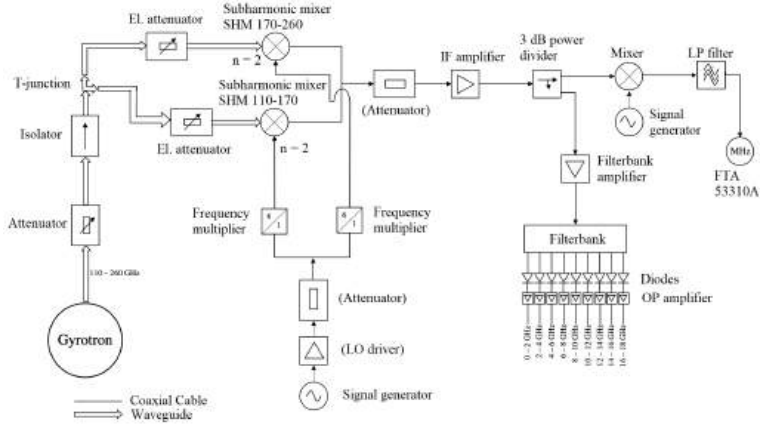 El. attenuator
Subharmonic mixer
SHM 170-260
n = 2
T-junction
Subharmonic mixer
SHM 110-170
n = 2
El. attenuator
Isolator
Attenuator
110 – 260 GHz
Gyrotron
(Attenuator)
IF amplifier
3 dB power
divider
Mixer
LP filter
Signal
generator
MHz
FTA
53310A
Filterbank
amplifier
Filterbank
Diodes
OP amplifier
0 – 2 GHz
2 – 4 GHz
4 – 6 GHz
6 – 8 GHz
8 – 10 GHz
10 – 12 GHz
12 – 14 GHz
14 – 16 GHz
16 – 18 GHz
Frequency
multiplier
1
1
Frequency
multiplier
(Attenuator)
(LO driver)
Signal generator
Coaxial Cable
Waveguide